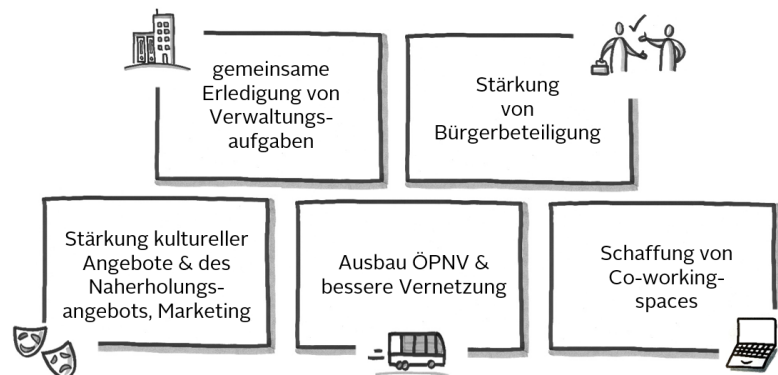 gemeinsame
Erledigung von
Verwaltungs-
aufgaben
Stärkung
von
Bürgerbeteiligung
Stärkung kultureller
Angebote & des
Naherholungs-
angebots, Marketing
Ausbau ÖPNV &
bessere Vernetzung
Schaffung von
Co-working-
spaces